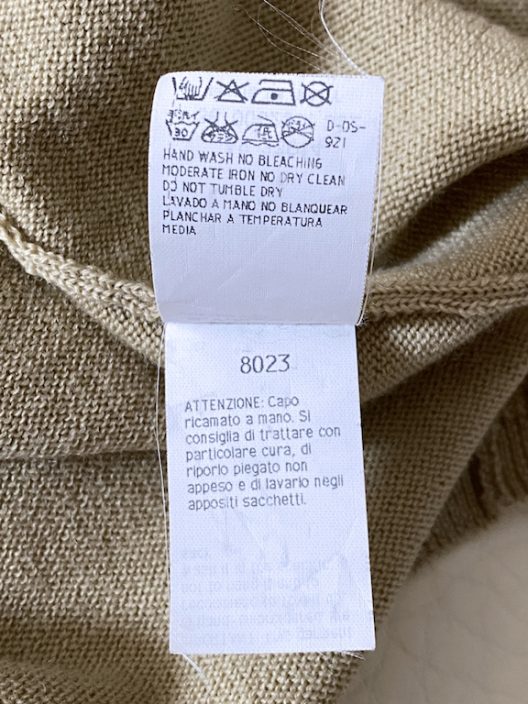 30
D-DS-
921
HAND WASH NO BLEACHING
MODERATE IRON NO DRY CLEAN
DO NOT TUMBLE DRY
LAVADO A MANO NO BLANQUEAR
PLANCHAR A TEMPERATURA
MEDIA
8023
ATTENZIONE: Capo
ricamato a mano. Si
consiglia di trattare con
particolare cura, di
riporlo piegato non
appeso e di lavarlo negli
appositi sacchetti.